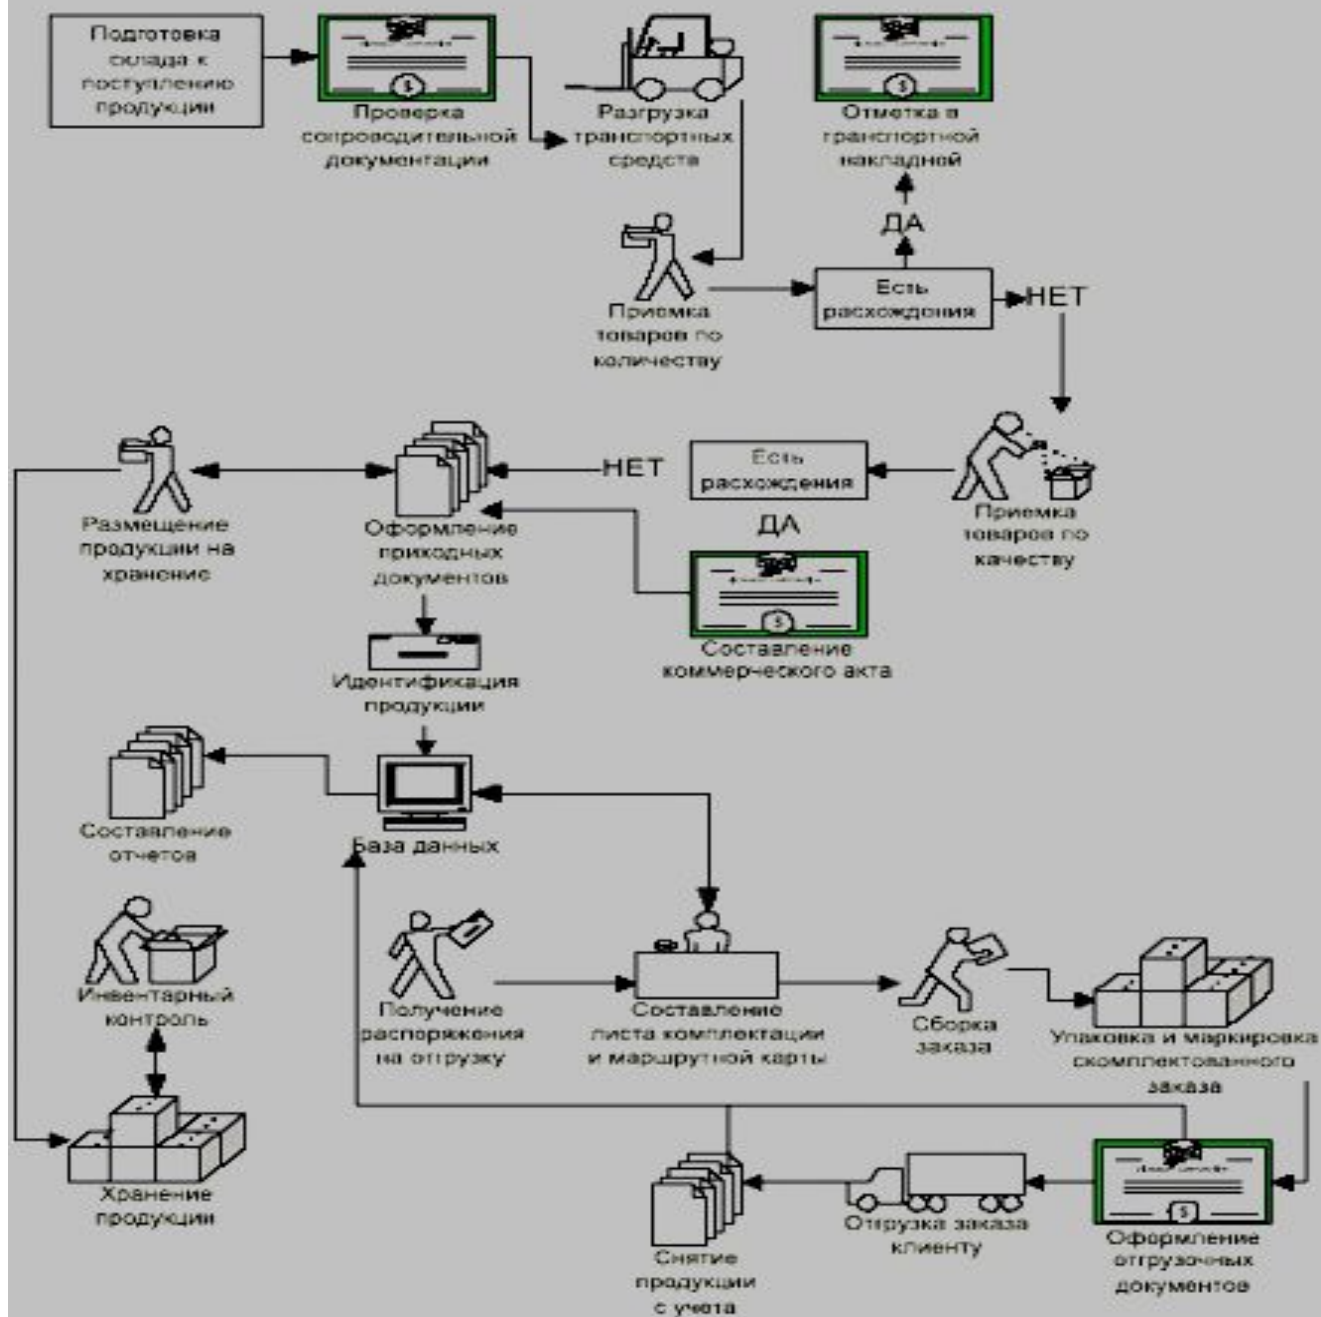 Подготовка
склада к
поступлению
продукции
Проверка
сопроводительной
документации
Разгрузка
транспортных
средств
Отметка в
транспортной
накладной
ДА
Приемка
товаров по
количеству
Есть
расхождения
НЕТ
Размещение
продукции на
хранение
Оформление
приходных
документов
НЕТ
Есть
расхождения
Приемка
товаров по
качеству
ДА
Составление
коммерческого акта
Идентификация
продукции
Составление
отчетов
База данных
Инвентарный
контроль
Получение
распоряжения
на отгрузку
Составление
листа комплектации
и маршрутной карты
Сборка
заказа
Упаковка и маркировка
скомплектованного
заказа
Хранение
продукции
Снятие
продукции
с учета
Отгрузка заказа
клиенту
Оформление
отгрузочных
документов